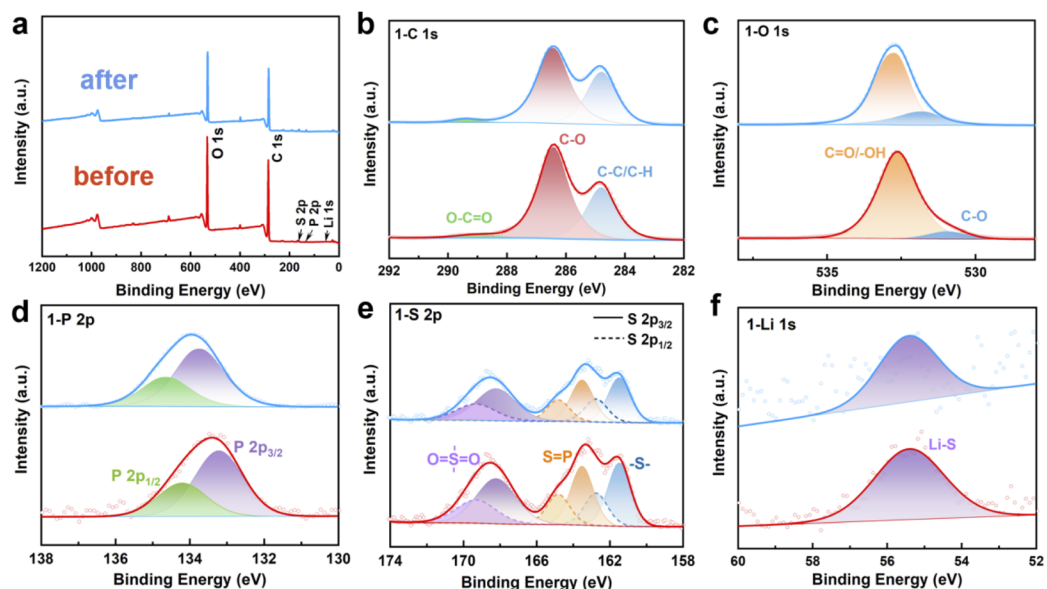 a
after
before
O 1s
C 1s
S 2p
P 2p
Li 1s
Intensity (a.u.)
1200 1000 800 600 400 200 0
Binding Energy (eV)
b
1-C 1s
C-O
C-C/C-H
O-C=O
Intensity (a.u.)
292 290 288 286 284 282
Binding Energy (eV)
c
1-O 1s
C=O/-OH
C-O
Intensity (a.u.)
535 530
Binding Energy (eV)
d
1-P 2p
P 2p3/2
P 2p1/2
Intensity (a.u.)
138 136 134 132 130
Binding Energy (eV)
e
1-S 2p
S 2p3/2
S 2p1/2
O=S=O
S=P
-S-
Intensity (a.u.)
174 170 166 162 158
Binding Energy (eV)
f
1-Li 1s
Li-S
Intensity (a.u.)
60 58 56 54 52
Binding Energy (eV)